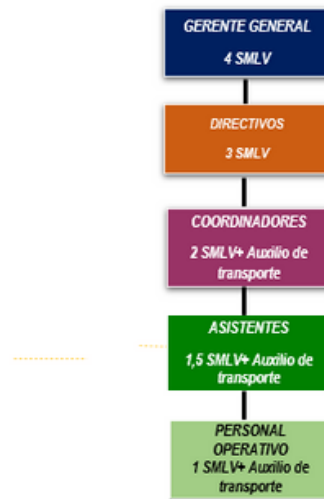 GERENTE GENERAL
4 SMLV
DIRECTIVOS
3 SMLV
COORDINADORES
2 SMLV+ Auxilio de
transporte
ASISTENTES
1,5 SMLV+ Auxilio de
transporte
PERSONAL
OPERATIVO
1 SMLV+ Auxilio de
transporte